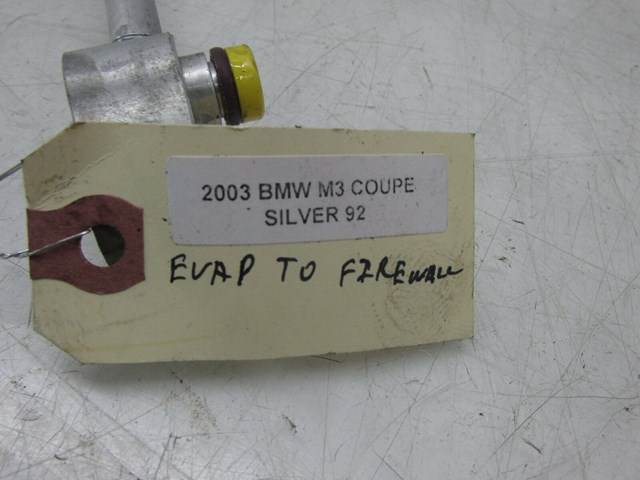 2003 BMW M3 COUPE
SILVER 92
EVAP TO FIREWALL